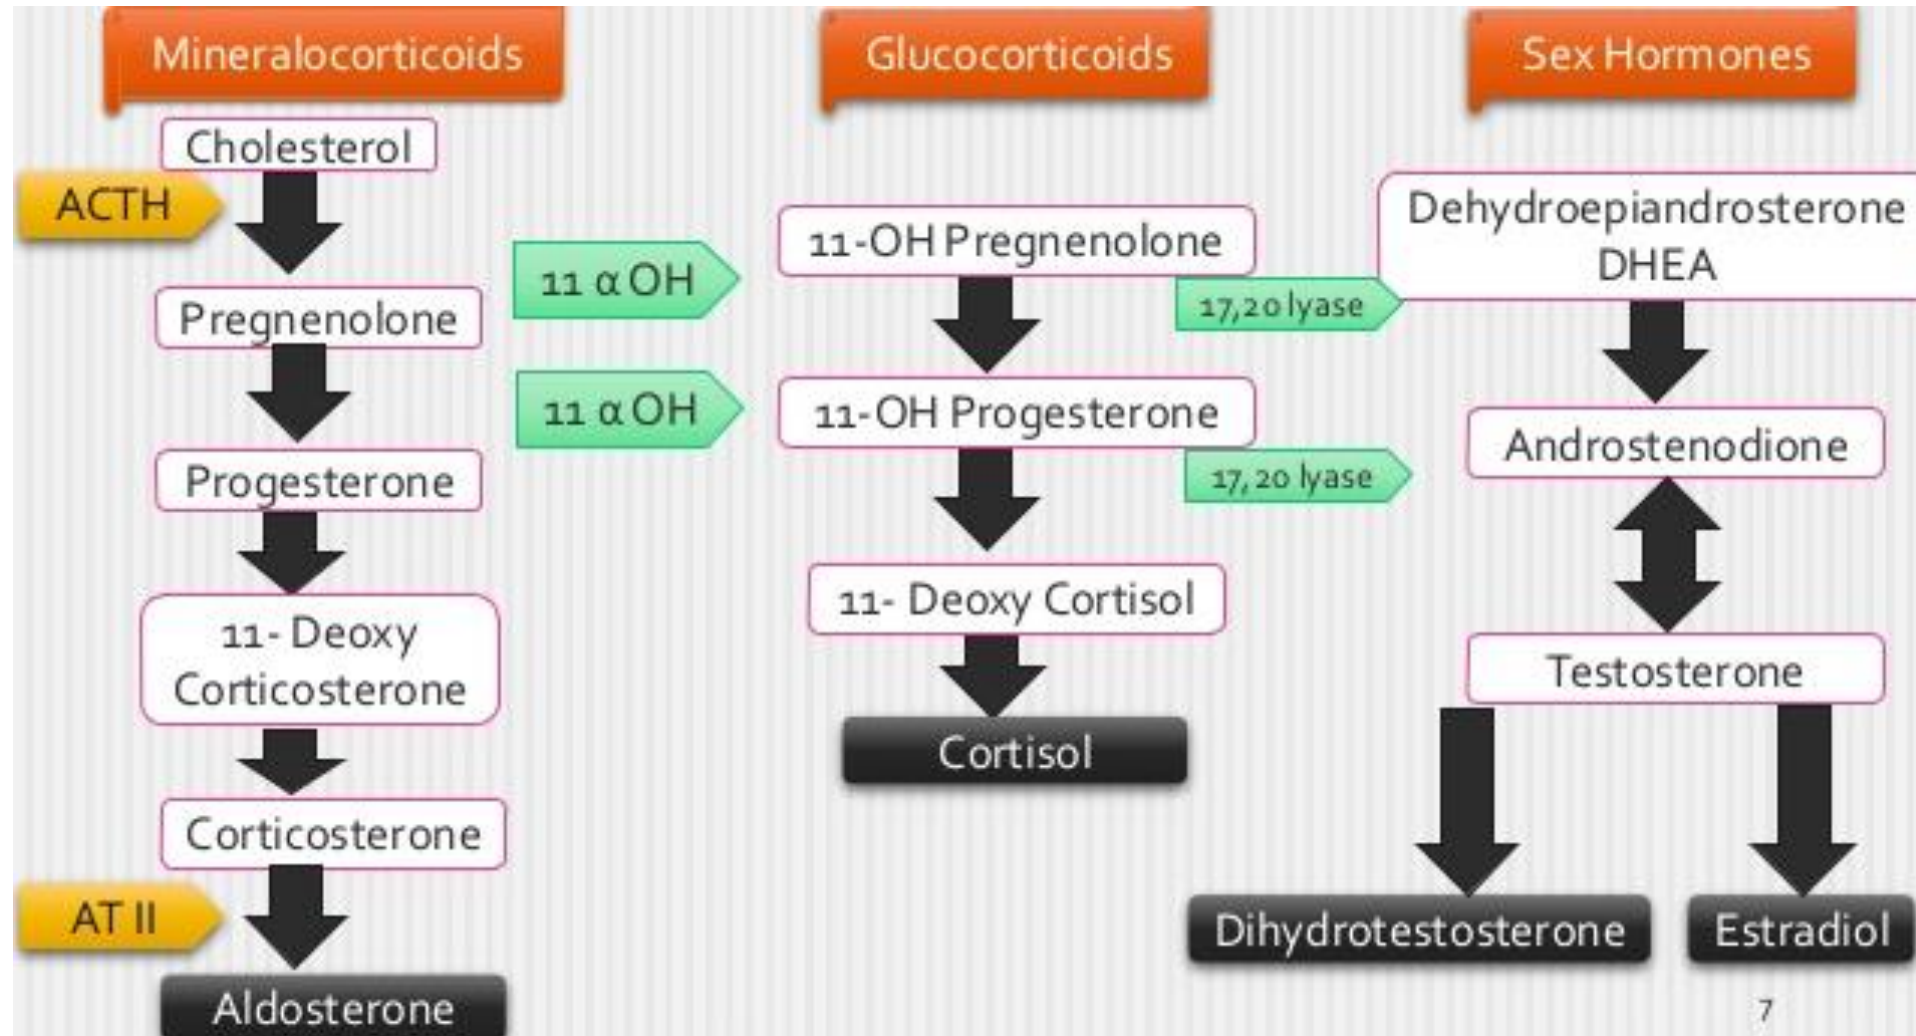 Mineralocorticoids
Glucocorticoids
Sex Hormones
Cholesterol
ACTH
Pregnenolone
Progesterone
11- Deoxy
Corticosterone
Corticosterone
AT II
Aldosterone
11 α OH
11 α OH
11-OH Pregnenolone
11-OH Progesterone
11- Deoxy Cortisol
Cortisol
17,20 lyase
17,20 lyase
Dehydroepiandrosterone
DHEA
Androstenodione
Testosterone
Dihydrotestosterone
Estradiol
7